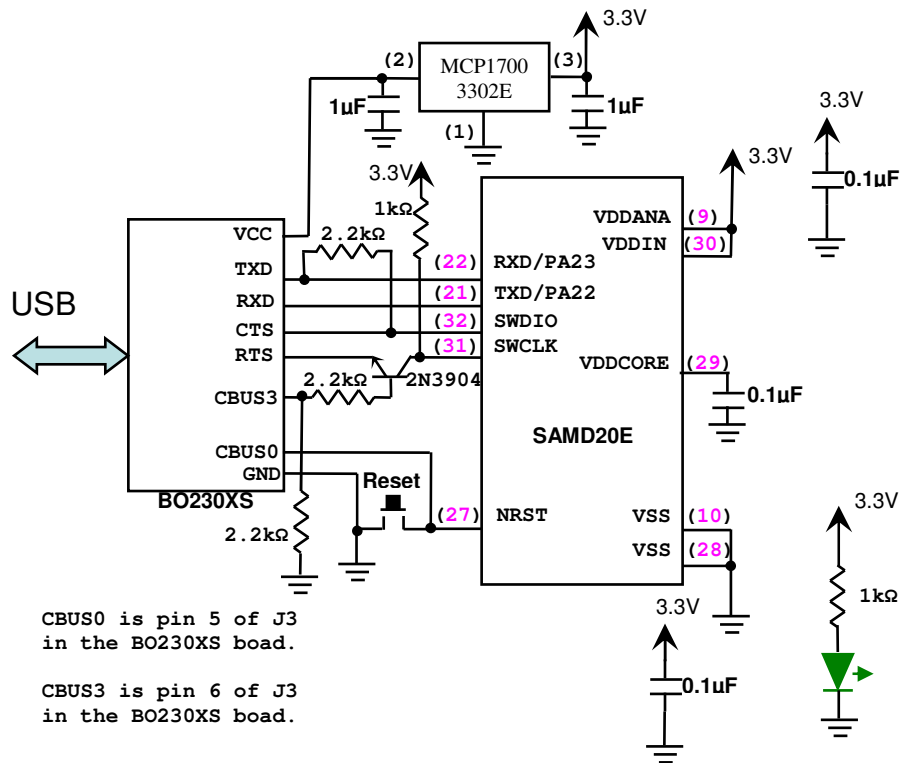 3.3V
(2)
MCP1700
3302E
(3)
1µF
(1)
1µF
3.3V
0.1µF
3.3V
3.3V
1kΩ
VCC
2.2kΩ
TXD
(22)
RXD/PA23
RXD
(21)
TXD/PA22
CTS
(32)
SWDIO
RTS
(31)
SWCLK
VDDANA
(9)
VDDIN
(30)
USB
2.2kΩ
2N3904
CBUS3
VDDCORE
(29)
0.1µF
SAMD20E
CBUS0
GND
BO230XS
Reset
(27)
NRST
VSS
(10)
VSS
(28)
2.2kΩ
3.3V
1kΩ
3.3V
0.1µF
CBUS0 is pin 5 of J3
in the BO230XS boad.
CBUS3 is pin 6 of J3
in the BO230XS boad.